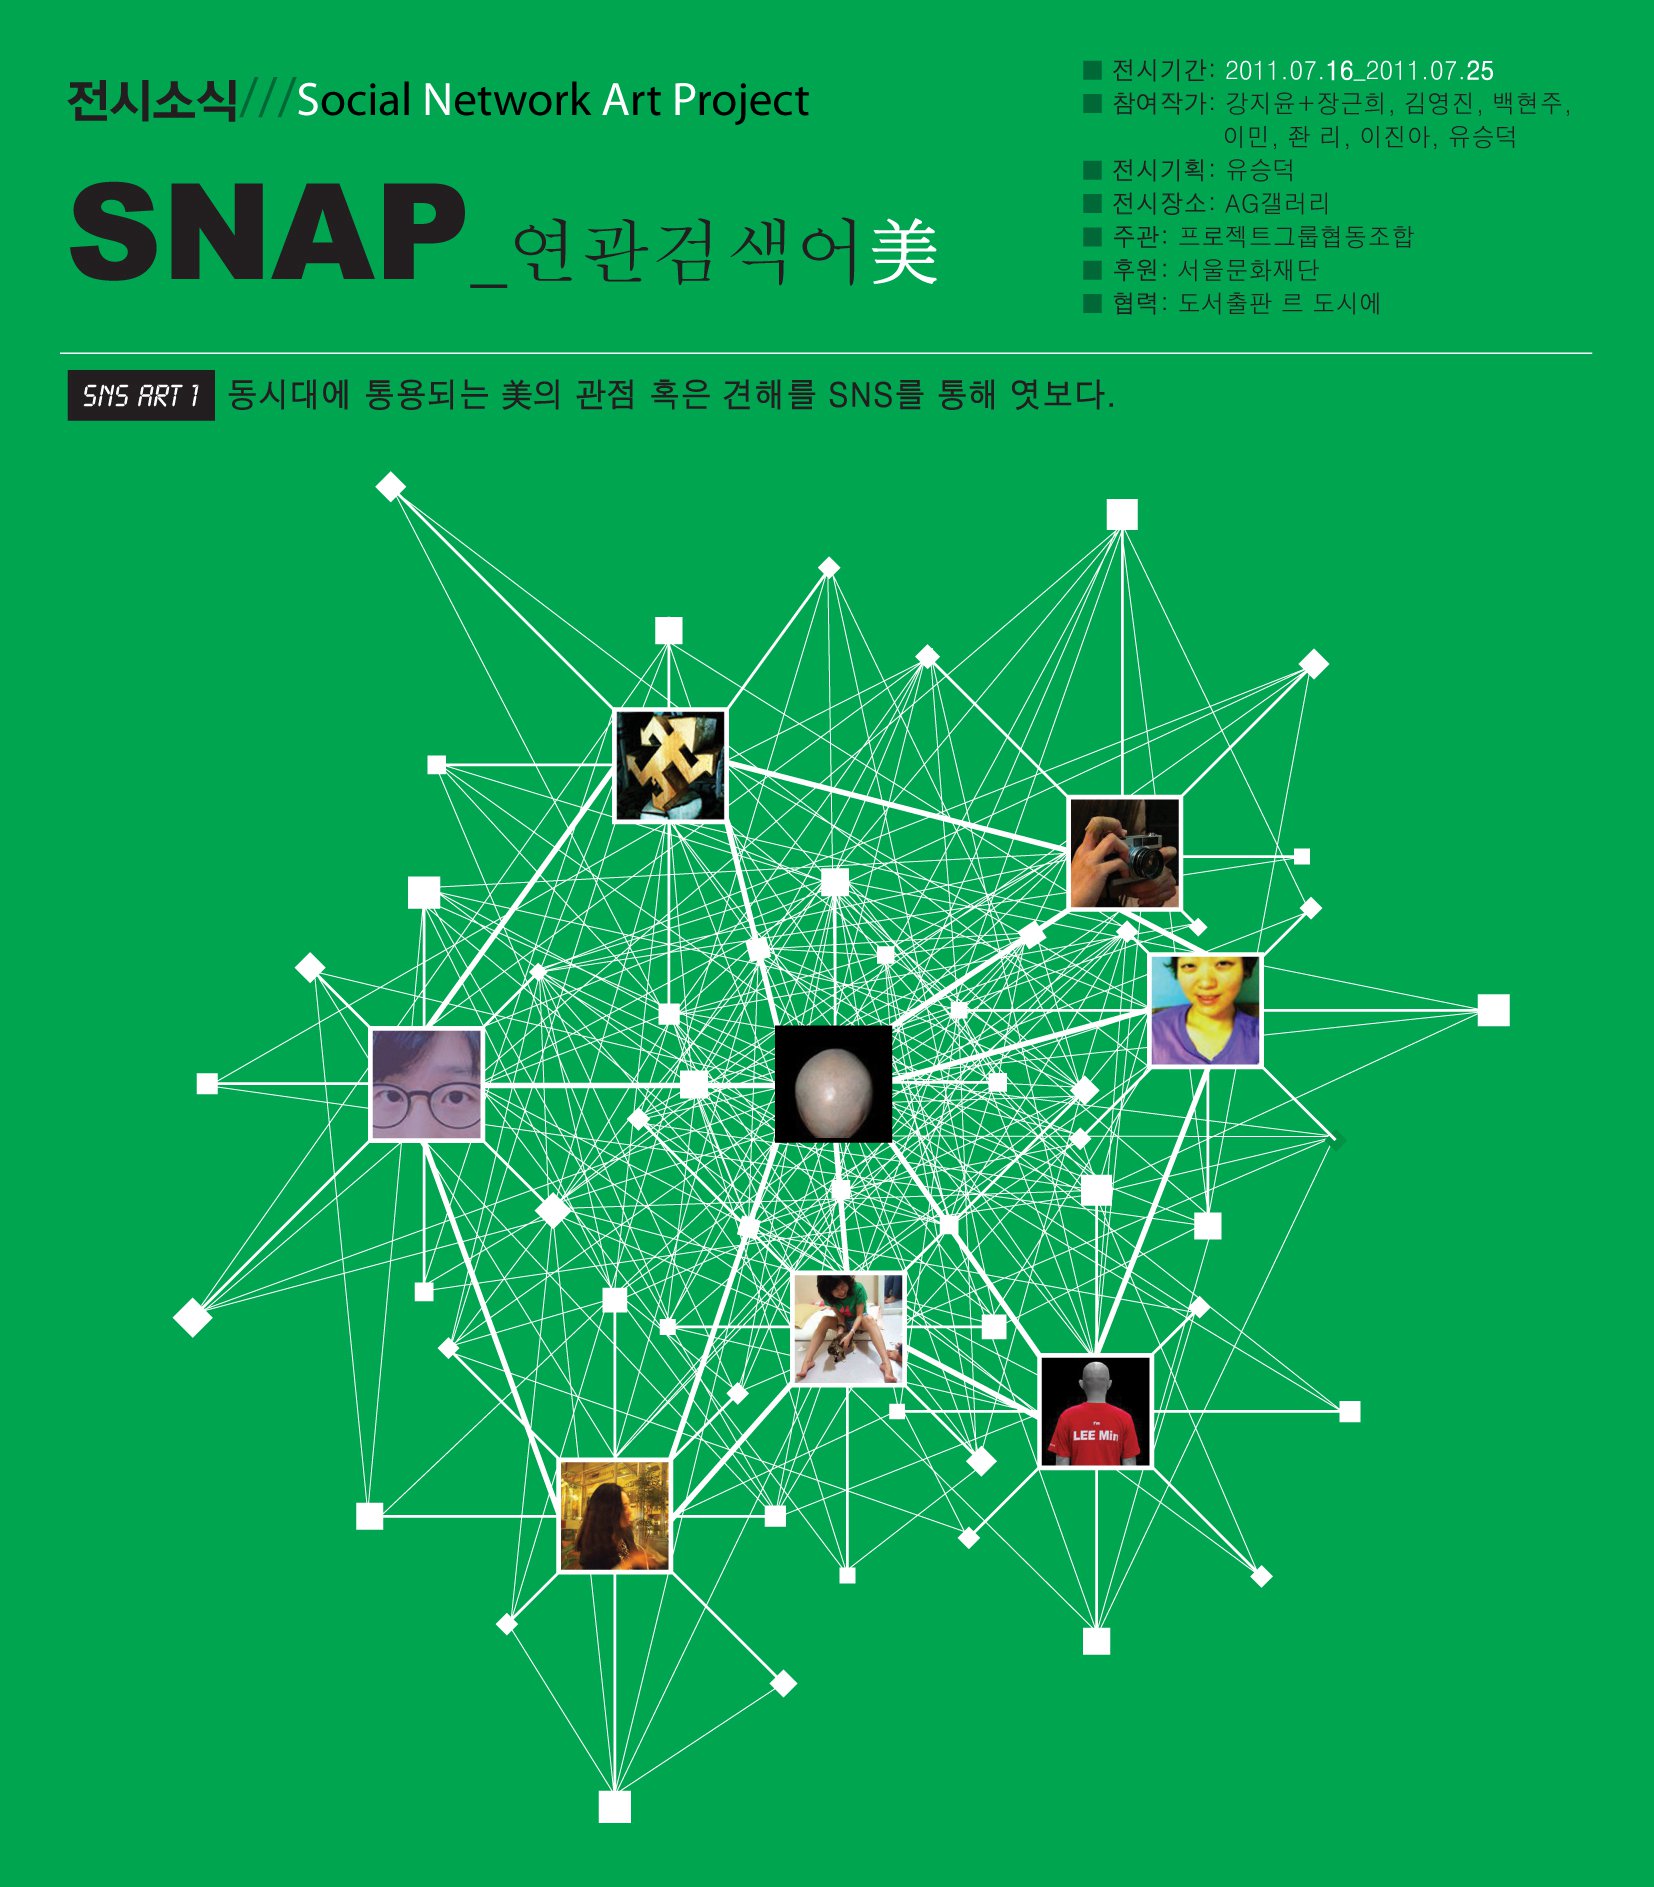 전시소식///Social Network Art Project
SNAP_연관검색어美
■ 전시기간: 2011.07.16_2011.07.25
■ 참여작가: 강지윤+장근희, 김영진, 백현주,
이민, 좐 리, 이진아, 유승덕
■ 전시기획: 유승덕
■ 전시장소: AG갤러리
■ 주관: 프로젝트그룹협동조합
■ 후원: 서울문화재단
■ 협력: 도서출판 르 도시에
SNS ART 1 동시대에 통용되는 美의 관점 혹은 견해를 SNS를 통해 엿보다.
I'm
LEE Min